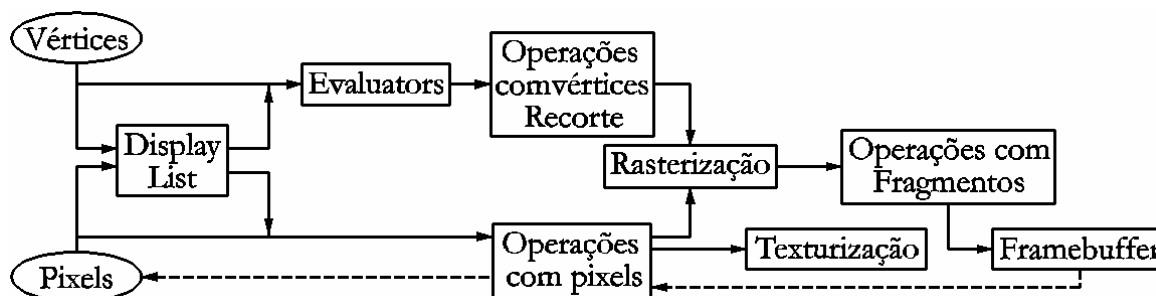 Vértices
Evaluators
Operações
comvértices
Recorte
Display
List
Rasterização
Operações com
Fragmentos
Pixels
Operações
com pixels
Texturização
Framebuffer